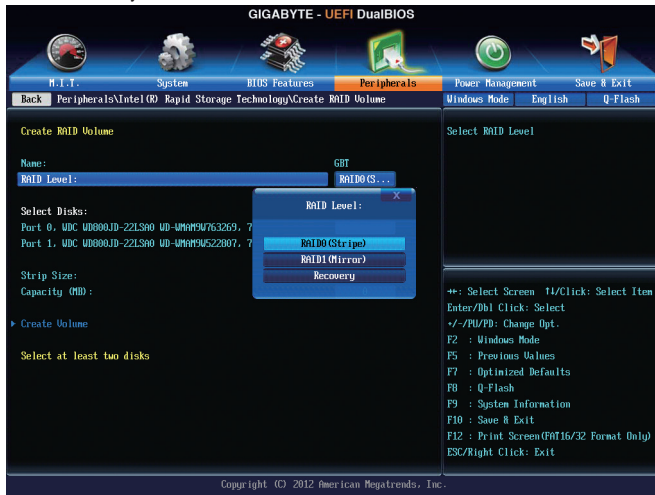 GIGABYTE - UEFI DualBIOS
M.I.T. System BIOS Features Peripherals Power Management Save & Exit
Back Peripherals\Intel(R) Rapid Storage Technology\Create RAID Volume Windows Mode English Q-Flash
Create RAID Volume
Name: GBT
RAID Level: RAID0(S...
Select Disks:
Port 0, WDC WD800JD-22LSA0 WD-WMAM9W763269, 7
Port 1, WDC WD800JD-22LSA0 WD-WMAM9W522807, 7
Strip Size:
Capacity (MB): 0
Create Volume
Select at least two disks
X
RAID Level:
RAID0(Stripe)
RAID1(Mirror)
Recovery
Select RAID Level
→←: Select Screen ↑↓/Click: Select Item
Enter/Dbl Click: Select
+/-/PU/PD: Change Opt.
F2 : Windows Mode
F5 : Previous Values
F7 : Optimized Defaults
F8 : Q-Flash
F9 : System Information
F10 : Save & Exit
F12 : Print Screen(FAT16/32 Format Only)
ESC/Right Click: Exit
Copyright (C) 2012 American Megatrends, Inc.